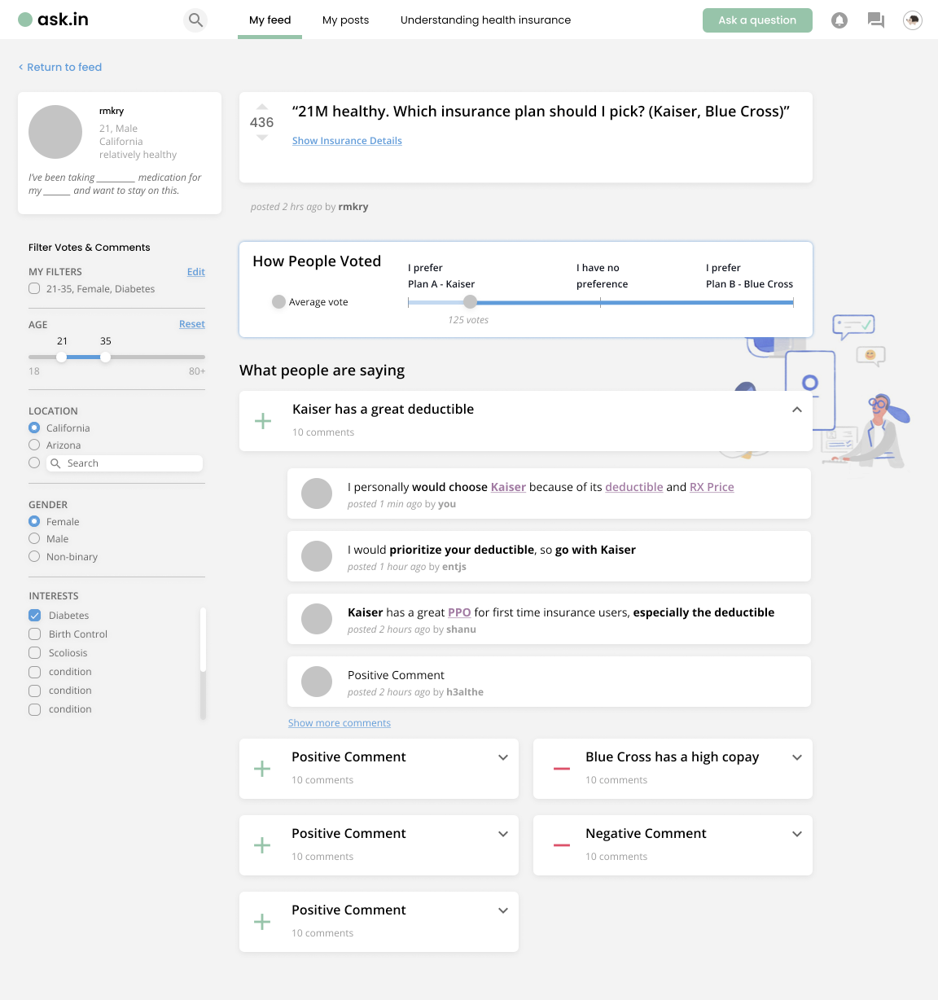 ask.in
My feed
My posts
Understanding health insurance
Ask a question
< Return to feed
rmkry
21, Male
California
relatively healthy
I've been taking ________ medication for
my _____ and want to stay on this.
436
“21M healthy. Which insurance plan should I pick? (Kaiser, Blue Cross)”
Show Insurance Details
posted 2 hrs ago by rmkry
Filter Votes & Comments
MY FILTERS
Edit
21-35, Female, Diabetes
AGE
Reset
21
35
18
80+
LOCATION
California
Arizona
Search
GENDER
Female
Male
Non-binary
INTERESTS
Diabetes
Birth Control
Scoliosis
condition
condition
condition
How People Voted
Average vote
I prefer
Plan A - Kaiser
I have no
preference
I prefer
Plan B - Blue Cross
125 votes
What people are saying
Kaiser has a great deductible
10 comments
I personally would choose Kaiser because of its deductible and RX Price
posted 1 min ago by you
I would prioritize your deductible, so go with Kaiser
posted 1 hour ago by entjs
Kaiser has a great PPO for first time insurance users, especially the deductible
posted 2 hours ago by shanu
Positive Comment
posted 2 hours ago by h3althe
Show more comments
Positive Comment
10 comments
Blue Cross has a high copay
10 comments
Positive Comment
10 comments
Negative Comment
10 comments
Positive Comment
10 comments